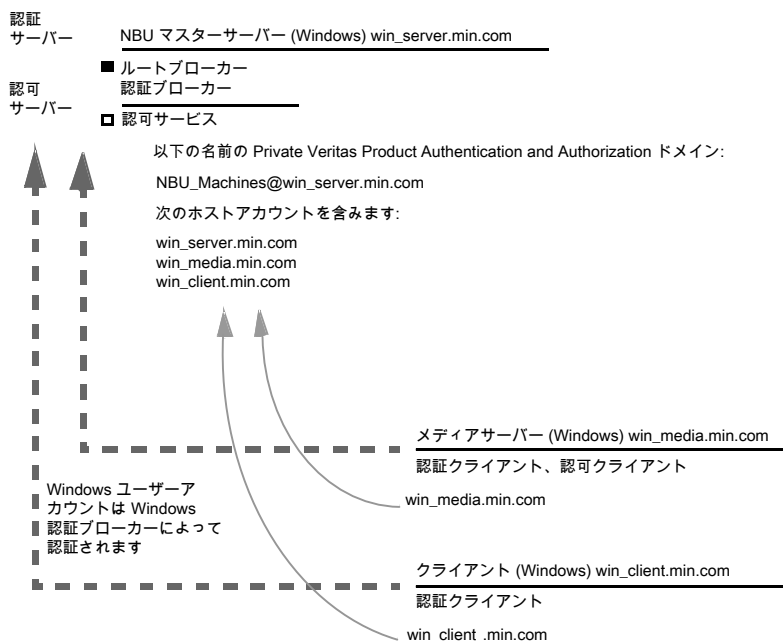 認証
サーバー
NBU マスターサーバー (Windows) win_server.min.com
ルートブローカー
認証ブローカー
認可
サーバー
認可サービス
以下の名前の Private Veritas Product Authentication and Authorization ドメイン:
NBU_Machines@win_server.min.com
次のホストアカウントを含みます:
win_server.min.com
win_media.min.com
win_client.min.com
メディアサーバー (Windows) win_media.min.com
認証クライアント、認可クライアント
win_media.min.com
Windows ユーザーア
カウントは Windows
認証ブローカーによって
認証されます
クライアント (Windows) win_client.min.com
認証クライアント
win_client .min.com